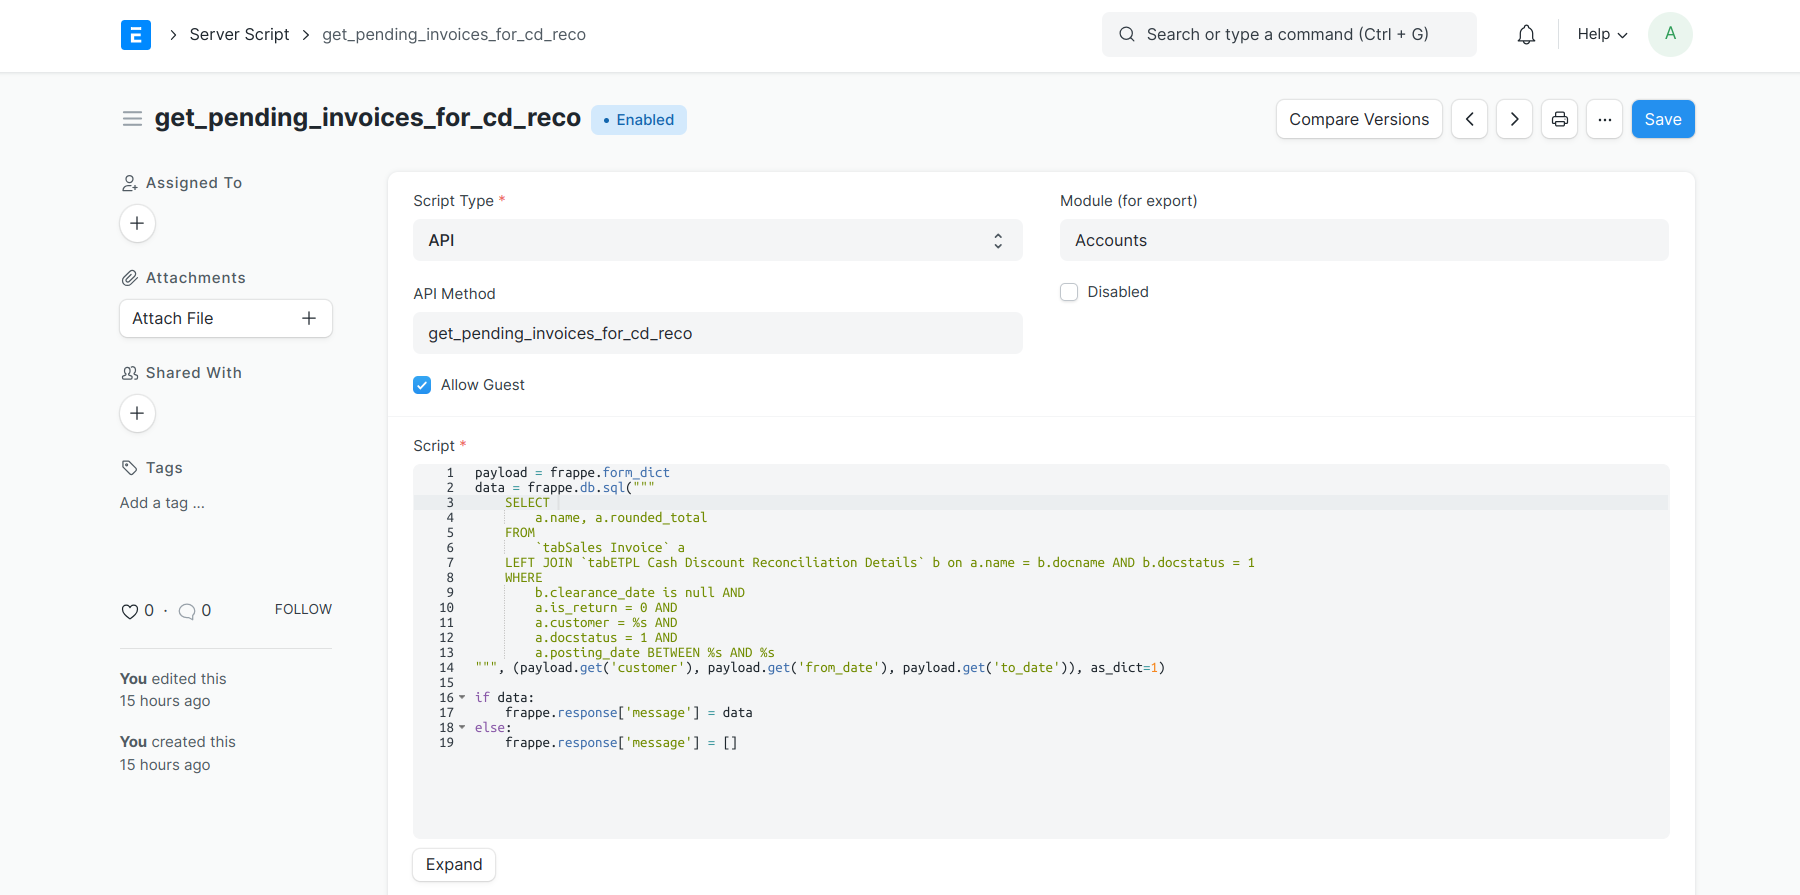 E
Server Script
get_pending_invoices_for_cd_reco
Search or type a command (Ctrl + G)
Help
A
get_pending_invoices_for_cd_reco
Enabled
Compare Versions
...
Save
Assigned To
Attachments
Attach File
Shared With
Tags
Add a tag ...
0 · 0
FOLLOW
You edited this
15 hours ago
You created this
15 hours ago
Script Type *
API
Module (for export)
Accounts
API Method
get_pending_invoices_for_cd_reco
Disabled
Allow Guest
Script *
1 payload = frappe.form_dict
2 data = frappe.db.sql("""
3     SELECT
4         a.name, a.rounded_total
5     FROM
6         `tabSales Invoice` a
7     LEFT JOIN `tabETPL Cash Discount Reconciliation Details` b on a.name = b.docname AND b.docstatus = 1
8     WHERE
9         b.clearance_date is null AND
10         a.is_return = 0 AND
11         a.customer = %s AND
12         a.docstatus = 1 AND
13         a.posting_date BETWEEN %s AND %s
14 """, (payload.get('customer'), payload.get('from_date'), payload.get('to_date')), as_dict=1)
15
16 if data:
17     frappe.response['message'] = data
18 else:
19     frappe.response['message'] = []
Expand